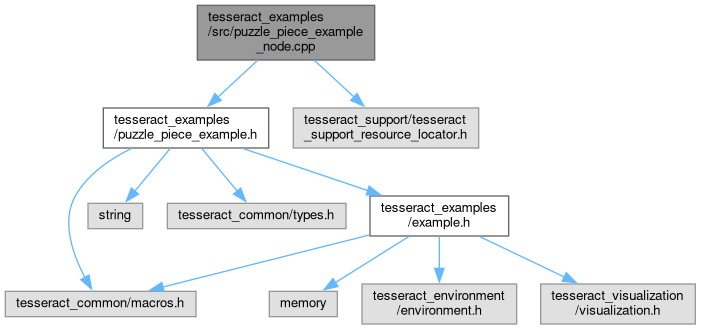 tesseract_examples
/src/puzzle_piece_example
_node.cpp
tesseract_examples
/puzzle_piece_example.h
tesseract_support/tesseract
_support_resource_locator.h
string
tesseract_common/types.h
tesseract_examples
/example.h
tesseract_common/macros.h
memory
tesseract_environment
/environment.h
tesseract_visualization
/visualization.h